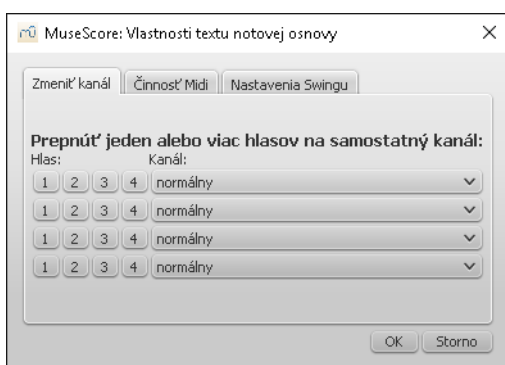 MuseScore: Vlastnosti textu notovej osnovy
Zmeniť kanál Činnosť Midi Nastavenia Swingu
Prepnúť jeden alebo viac hlasov na samostatný kanál:
Hlas: Kanál:
1 2 3 4 normálny
1 2 3 4 normálny
1 2 3 4 normálny
1 2 3 4 normálny
OK Storno